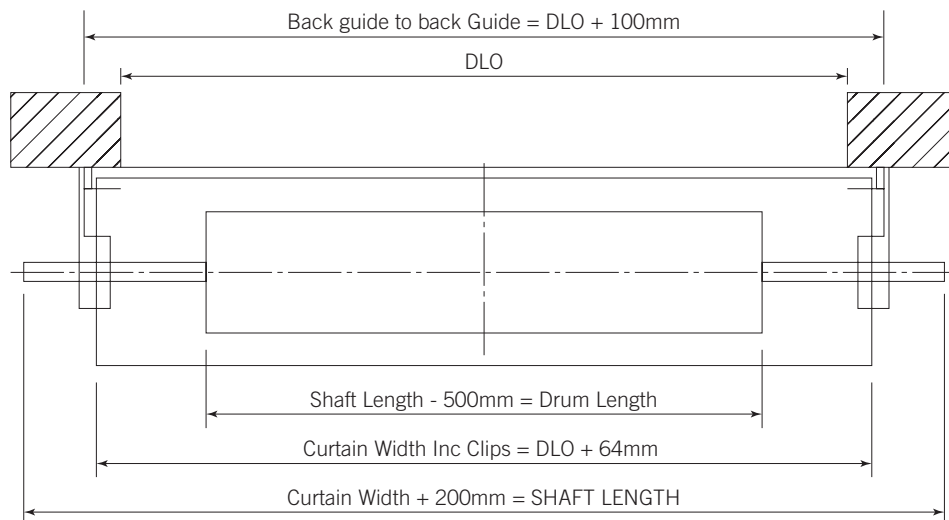 Back guide to back Guide = DLO + 100mm
DLO
Shaft Length - 500mm = Drum Length
Curtain Width Inc Clips = DLO + 64mm
Curtain Width + 200mm = SHAFT LENGTH